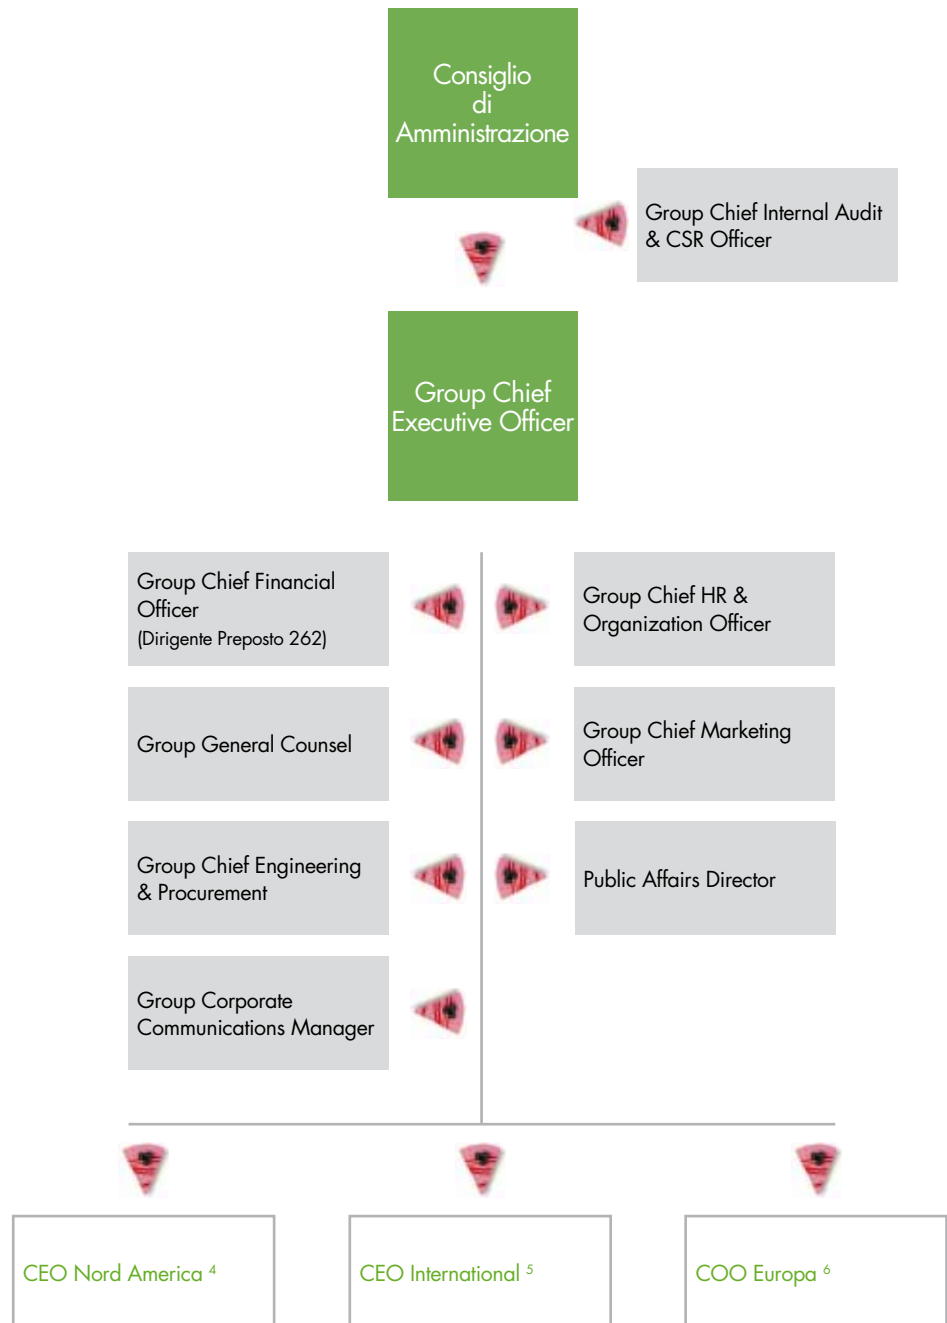 Consiglio
di
Amministrazione
Group Chief Internal Audit
& CSR Officer
Group Chief
Executive Officer
Group Chief Financial
Officer
(Dirigente Preposto 262)
Group Chief HR &
Organization Officer
Group General Counsel
Group Chief Marketing
Officer
Group Chief Engineering
& Procurement
Public Affairs Director
Group Corporate
Communications Manager
CEO Nord America 4
CEO International 5
COO Europa 6